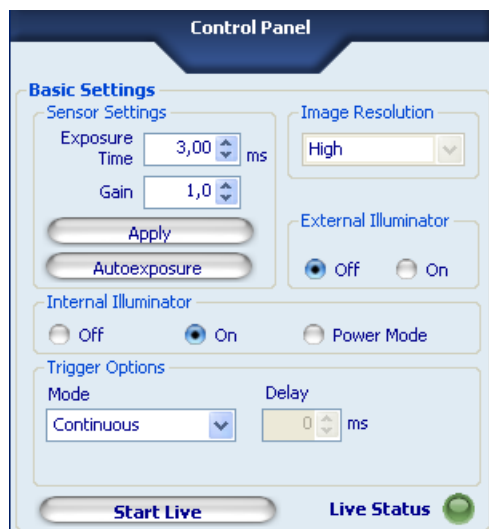 Control Panel
Basic Settings
Sensor Settings
Exposure Time 3,00 ms
Gain 1,0
Apply
Autoexposure
Image Resolution
High
External Illuminator
Off On
Internal Illuminator
Off On Power Mode
Trigger Options
Mode Delay
Continuous 0 ms
Start Live Live Status